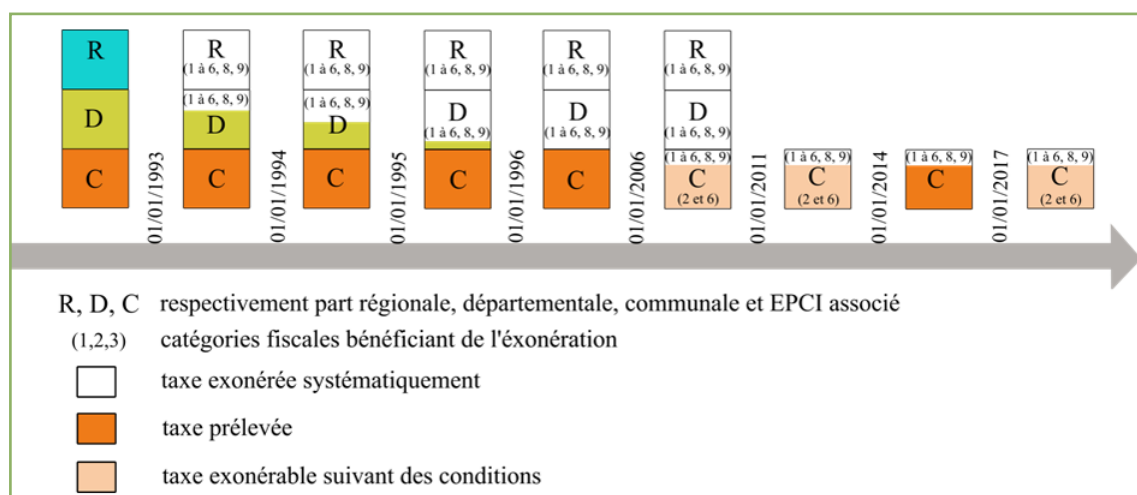 R R R R R R
(1 à 6, 8, 9) (1 à 6, 8, 9) (1 à 6, 8, 9) (1 à 6, 8, 9) (1 à 6, 8, 9)
D (1 à 6, 8, 9) D (1 à 6, 8, 9) D D (1 à 6, 8, 9) D (1 à 6, 8, 9) D (1 à 6, 8, 9)
C C C C C (1 à 6, 8, 9) C (2 et 6) (1 à 6, 8, 9) C (2 et 6) (1 à 6, 8, 9) C (1 à 6, 8, 9) C (2 et 6)
01/01/1993 01/01/1994 01/01/1995 01/01/1996 01/01/2006 01/01/2011 01/01/2014 01/01/2017
R, D, C respectivement part régionale, départementale, communale et EPCI associé
(1,2,3) catégories fiscales bénéficiant de l'éxonération
taxe exonérée systématiquement
taxe prélevée
taxe exonérable suivant des conditions